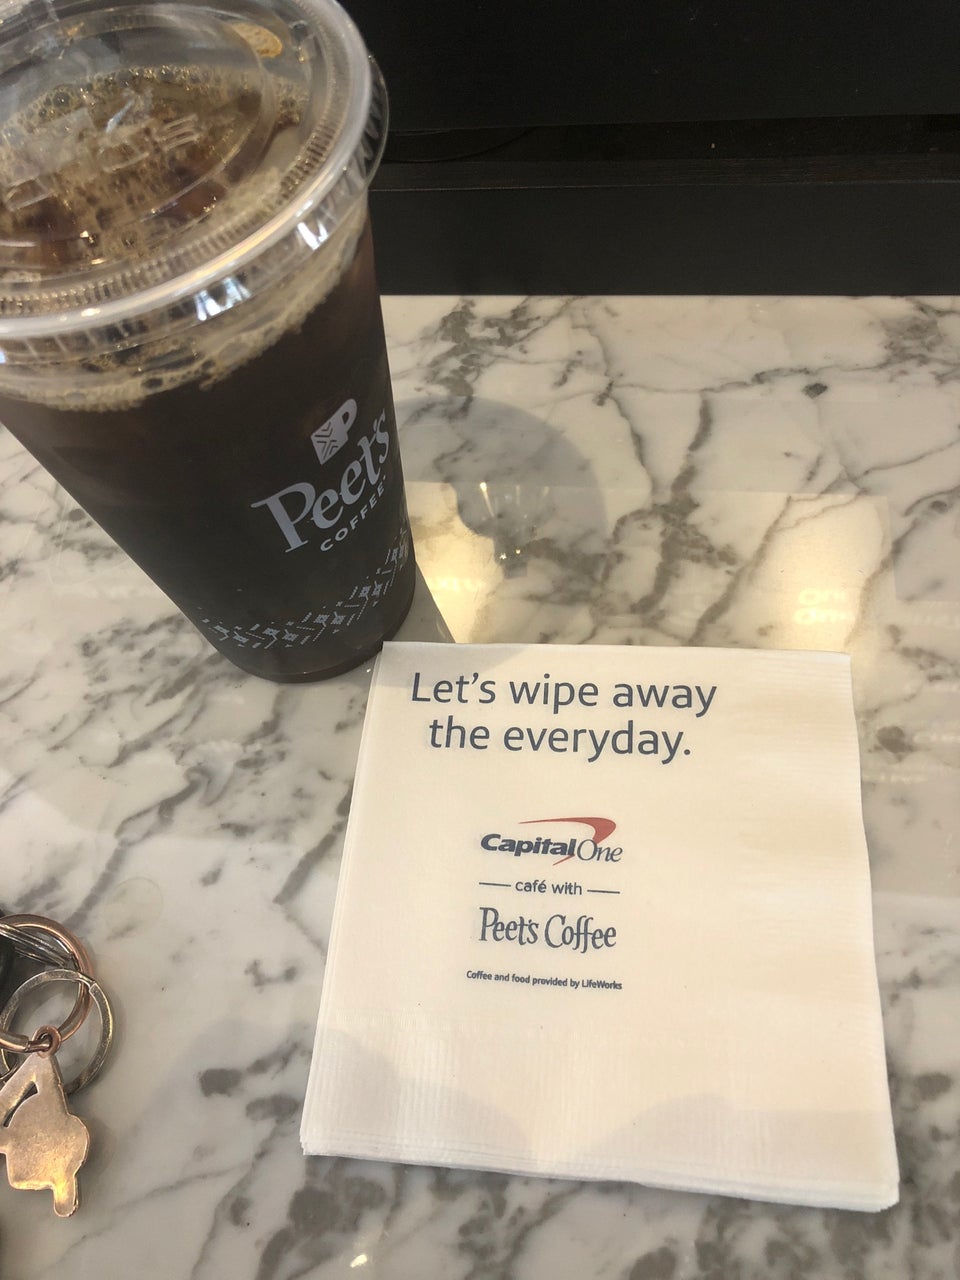 Peet's
COFFEE
Let's wipe away
the everyday.
Capital One
café with
Peet's Coffee
Coffee and food provided by LifeWorks